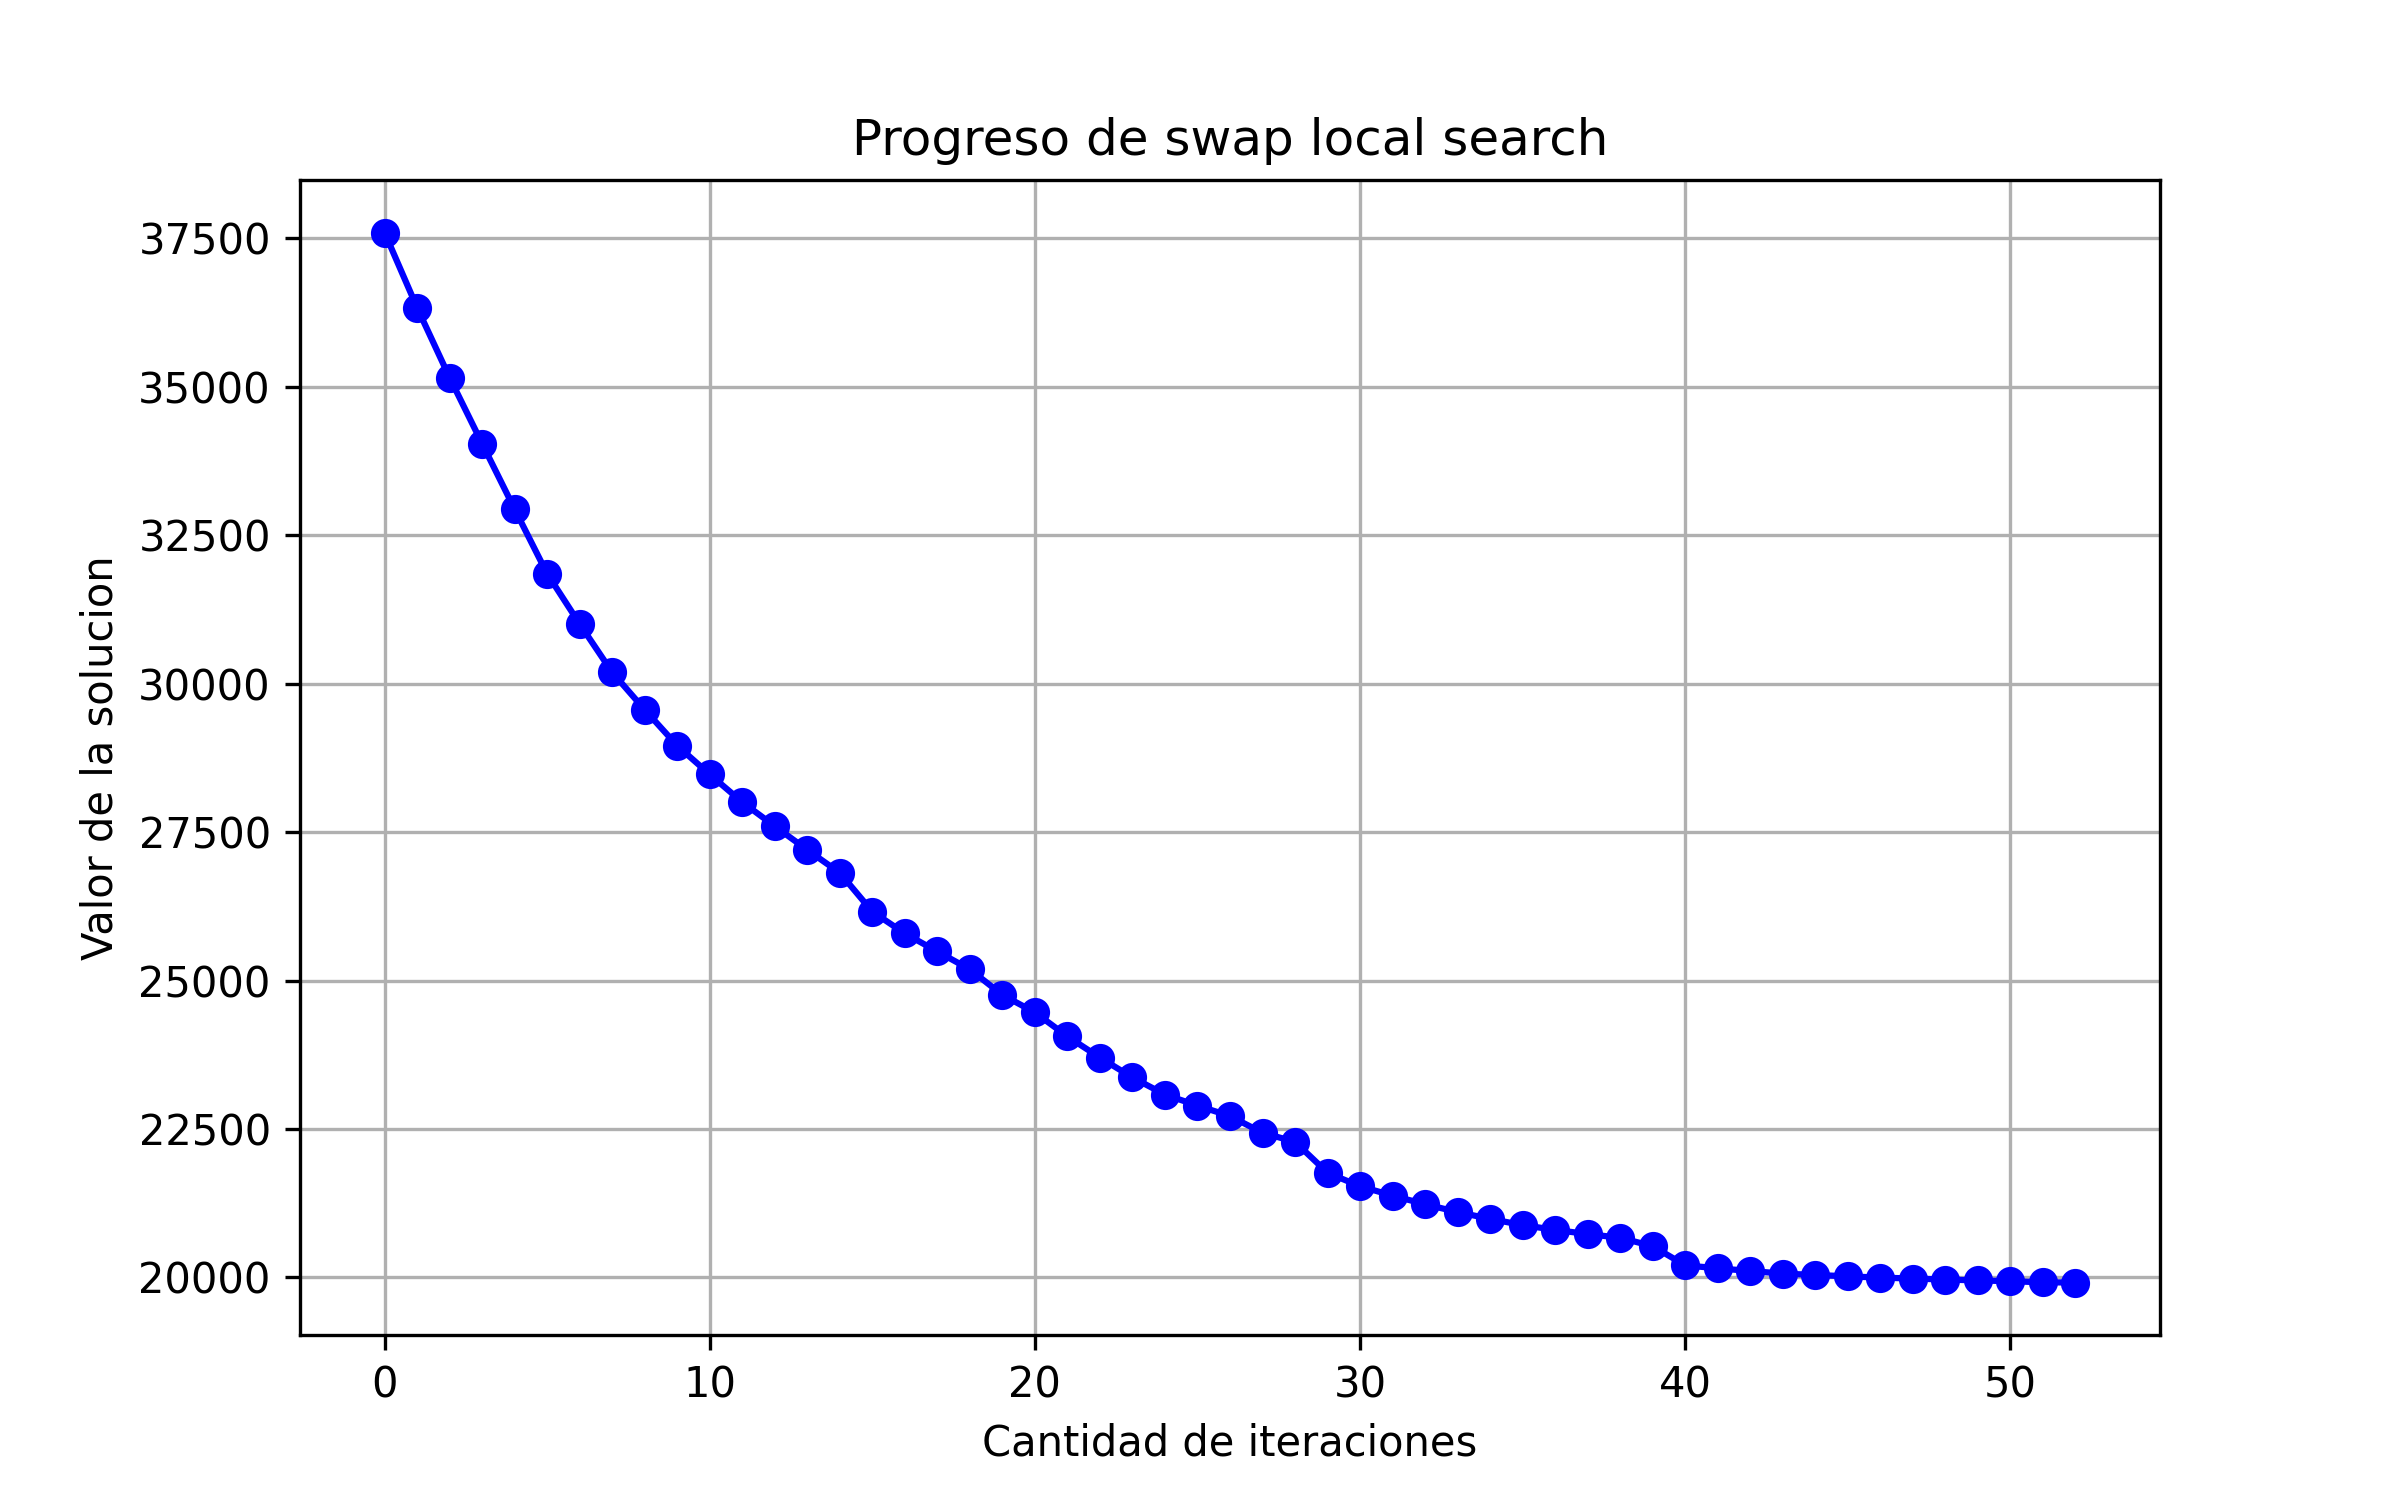 Progreso de swap local search
37500
35000
32500
30000
27500
25000
22500
20000
Valor de la solucion
0 10 20 30 40 50
Cantidad de iteraciones